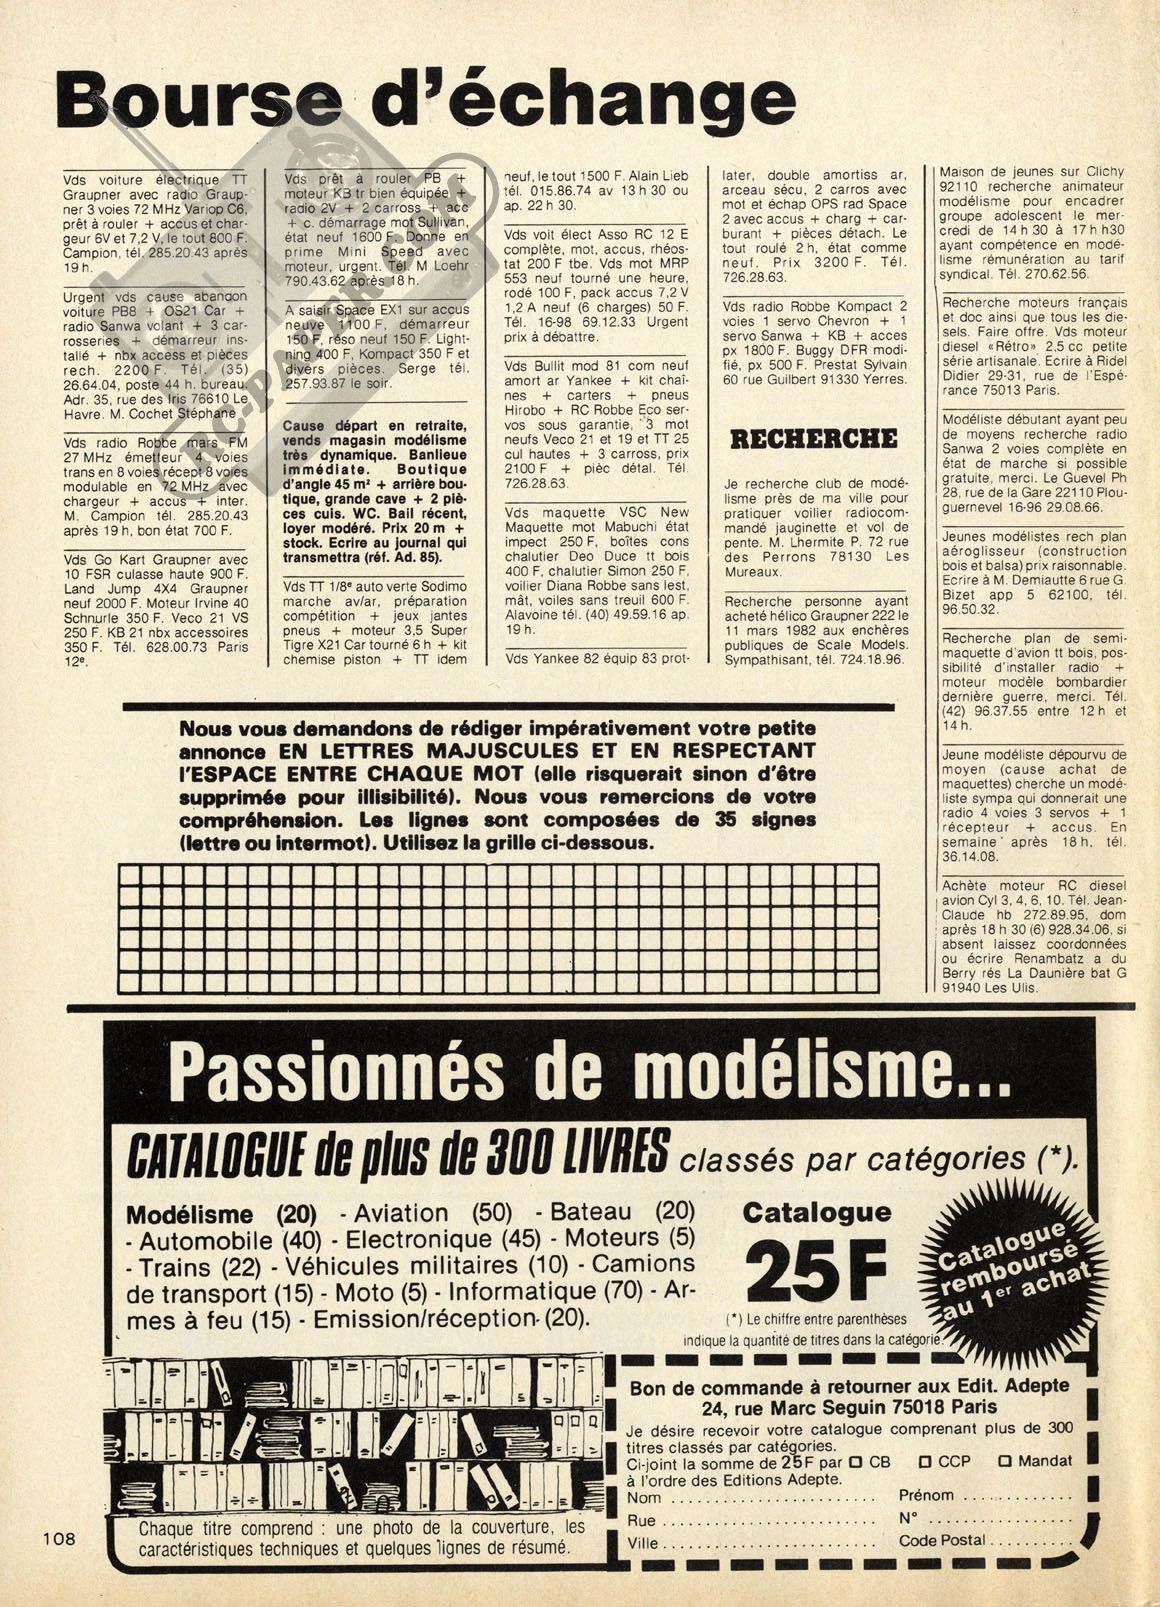 Bourse d'échange
Vds voiture électrique TT
Graupner avec radio Graup-
ner 3 voies 72 MHz Variop C6,
prêt à rouler + accus et char-
geur 6V et 7,2 V, le tout 800 F.
Campion, tél. 285.20.43 après
19 h.
Urgent vds cause abandon
voiture PB8 + OS21 Car +
radio Sanwa volant + 3 car-
rosseries + démarreur ins-
tallé + nbx access et pièces
rech. 2200 F. Tél. (35)
26.64.04, poste 44 h. bureau.
Adr. 35, rue des Iris 76610 Le
Havre. M. Cochet Stéphane
Vds radio Robbe mars FM
27 MHz émetteur 4 voies
trans en 8 voies récept 8 voies
modulable en 72 MHz avec
chargeur + accus + inter.
M. Campion tél. 285.20.43
après 19 h, bon état 700 F.
Vds Go Kart Graupner avec
10 FSR culasse haute 900 F.
Land Jump 4X4 Graupner
neuf 2000 F. Moteur Irvine 40
Schnurle 350 F. Veco 21 VS
250 F. KB 21 nbx accessoires
350 F. Tél. 628.00.73 Paris
12e.
Vds prêt à rouler PB +
moteur KB tr bien équipée +
radio 2V + 2 carross + acc
+ c. démarrage mot Sullivan,
état neuf 1600 F. Donne en
prime Mini Speed avec
moteur, urgent. Tél. M Loehr
790.43.62 après 18 h.
A saisir Space EX1 sur accus
neuve 1100 F, démarreur
150 F, réso neuf 150 F. Light-
ning 400 F, Kompact 350 F et
divers pièces. Serge tél.
257.93.87 le soir.
Cause départ en retraite,
vends magasin modélisme
très dynamique. Banlieue
immédiate. Boutique
d'angle 45 m² + arrière bou-
tique, grande cave + 2 piè-
ces cuis. WC. Bail récent,
loyer modéré. Prix 20 m +
stock. Ecrire au journal qui
transmettra (réf. Ad. 85).
Vds TT 1/8e auto verte Sodimo
marche av/ar, préparation
compétition + jeux jantes
pneus + moteur 3,5 Super
Tigre X21 Car tourné 6 h + kit
chemise piston + TT idem
neuf, le tout 1500 F. Alain Lieb
tél. 015.86.74 av 13 h 30 ou
ap. 22 h 30.
Vds voit élect Asso RC 12 E
complète, mot, accus, rhéos-
tat 200 F tbe. Vds mot MRP
553 neuf tourné une heure,
rodé 100 F, pack accus 7,2 V
1,2 A neuf (6 charges) 50 F.
Tél. 16-98 69.12.33 Urgent
prix à débattre.
Vds Bullit mod 81 com neuf
amort ar Yankee + kit chaî-
nes + carters + pneus
Hirobo + RC Robbe Eco ser-
vos sous garantie, 3 mot
neufs Veco 21 et 19 et TT 25
cul hautes + 3 carross, prix
2100 F + pièc détal. Tél.
726.28.63.
Vds maquette VSC New
Maquette mot Mabuchi état
impect 250 F, boîtes cons
chalutier Deo Duce tt bois
400 F, chalutier Simon 250 F,
voilier Diana Robbe sans lest,
mât, voiles sans treuil 600 F.
Alavoine tel. (40) 49.59.16 ap.
19 h.
Vds Yankee 82 équip 83 prot-
later, double amortiss ar,
arceau sécu, 2 carros avec
mot et échap OPS rad Space
2 avec accus + charg + car-
burant + pièces détach. Le
tout roulé 2 h, état comme
neuf. Prix 3200 F. Tél.
726.28.63.
Vds radio Robbe Kompact 2
voies 1 servo Chevron + 1
servo Sanwa + KB + acces
px 1800 F. Buggy DFR modi-
fié, px 500 F. Prestat Sylvain
60 rue Guilbert 91330 Yerres.
RECHERCHE
Je recherche club de modé-
lisme près de ma ville pour
pratiquer voilier radiocom-
mandé jauginette et vol de
pente. M. Lhermite P. 72 rue
des Perrons 78130 Les
Mureaux.
Recherche personne ayant
acheté hélico Graupner 222 le
11 mars 1982 aux enchères
publiques de Scale Models.
Sympathisant, tél. 724.18.96.
Maison de jeunes sur Clichy
92110 recherche animateur
modélisme pour encadrer
groupe adolescent le mer-
credi de 14 h 30 à 17 h h30
ayant compétence en modé-
lisme rémunération au tarif
syndical. Tél. 270.62.56.
Recherche moteurs français
et doc ainsi que tous les die-
sels. Faire offre. Vds moteur
diesel «Rétro» 2,5 cc petite
série artisanale. Ecrire à Ridel
Didier 29-31, rue de l'Espé-
rance 75013 Paris.
Modéliste débutant ayant peu
de moyens recherche radio
Sanwa 2 voies complète en
état de marche si possible
gratuite, merci. Le Guevel Ph
28, rue de la Gare 22110 Plou-
guernevel 16-96 29.08.66.
Jeunes modélistes rech plan
aéroglisseur (construction
bois et balsa) prix raisonnable.
Ecrire à M. Demiautte 6 rue G.
Bizet app 5 62100, tél.
96.50.32.
Recherche plan de semi-
maquette d'avion tt bois, pos-
sibilité d'installer radio +
moteur modèle bombardier
dernière guerre, merci. Tél.
(42) 96.37.55 entre 12 h et
14 h.
Jeune modéliste dépourvu de
moyen (cause achat de
maquettes) cherche un modé-
liste sympa qui donnerait une
radio 4 voies 3 servos + 1
récepteur + accus. En
semaine après 18 h, tél.
36.14.08.
Achète moteur RC diesel
avion Cyl 3, 4, 6, 10. Tél. Jean-
Claude hb 272.89.95, dom
après 18 h 30 (6) 928.34.06, si
absent laissez coordonnées
ou écrire Renambatz a du
Berry rés La Daunière bat G
91940 Les Ulis.
RC-PAPER.COM
Nous vous demandons de rédiger impérativement votre petite
annonce EN LETTRES MAJUSCULES ET EN RESPECTANT
l'ESPACE ENTRE CHAQUE MOT (elle risquerait sinon d'être
supprimée pour illisibilité). Nous vous remercions de votre
compréhension. Les lignes sont composées de 35 signes
(lettre ou intermot). Utilisez la grille ci-dessous.
Passionnés de modélisme...
CATALOGUE de plus de 300 LIVRES classés par catégories (*).
Modélisme (20) - Aviation (50) - Bateau (20)
- Automobile (40) - Electronique (45) - Moteurs (5)
- Trains (22) - Véhicules militaires (10) - Camions
de transport (15) - Moto (5) - Informatique (70) - Ar-
mes à feu (15) - Emission/réception (20).
Catalogue
25F
(*) Le chiffre entre parenthèses
indique la quantité de titres dans la catégorie.
Catalogue
remboursé
au 1er achat
Chaque titre comprend : une photo de la couverture, les
caractéristiques techniques et quelques lignes de résumé.
Bon de commande à retourner aux Edit. Adepte
24, rue Marc Seguin 75018 Paris
Je désire recevoir votre catalogue comprenant plus de 300
titres classés par catégories.
Ci-joint la somme de 25 F par CB CCP Mandat
à l'ordre des Editions Adepte.
Nom ........................ Prénom .............
Rue ........................ N° ................
Ville ........................ Code Postal ..........
108